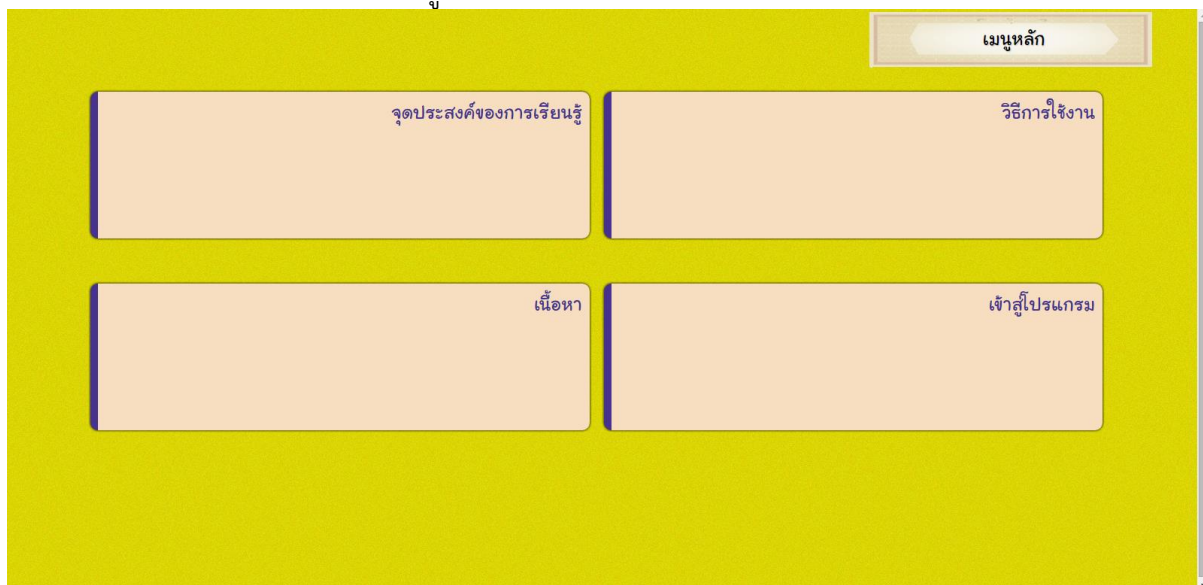 เมนูหลัก
จุดประสงค์ของการเรียนรู้
วิธีการใช้งาน
เนื้อหา
เข้าสู่โปรแกรม